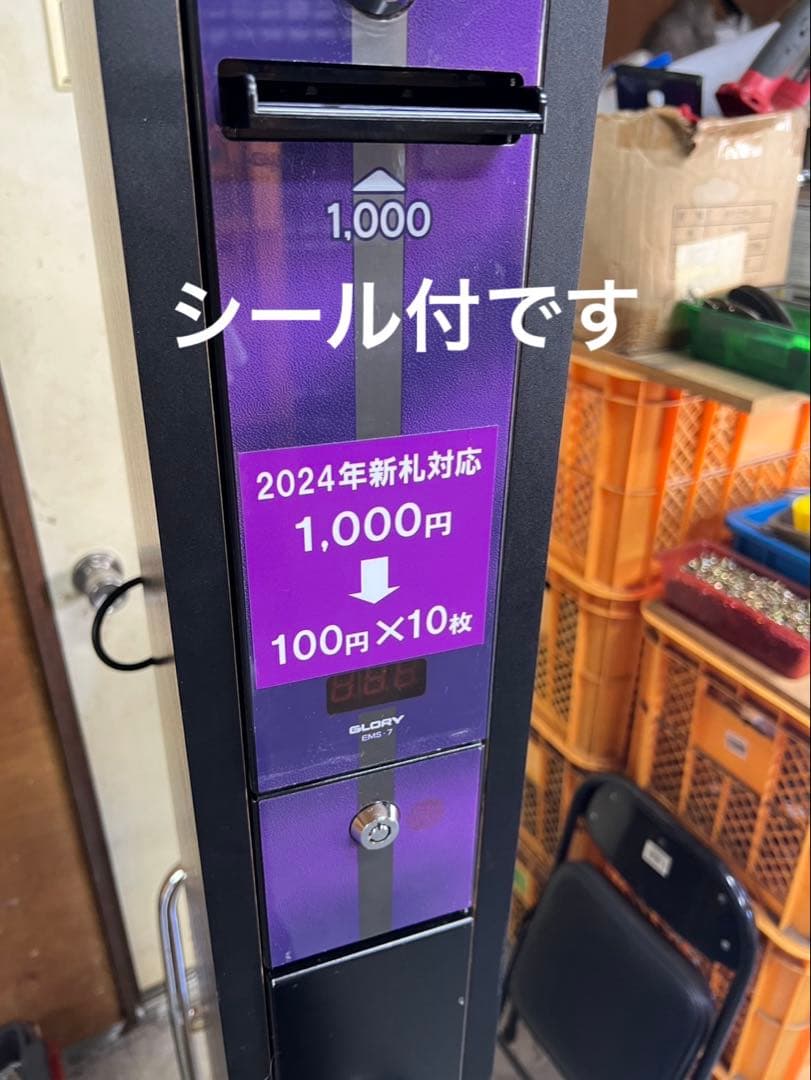 1,000
シール付です
2024年新札対応
1,000円
100円×10枚
GLORY
EMS-7